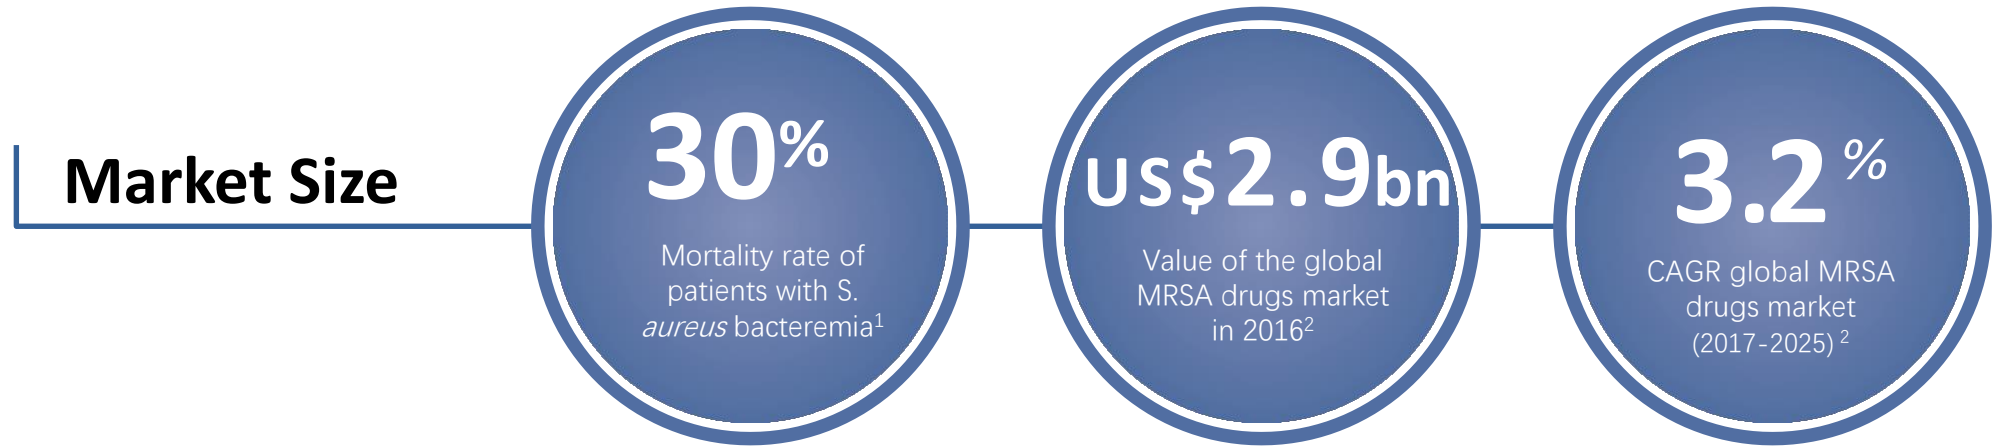 Market Size
30%
Mortality rate of
patients with S.
aureus bacteremia1
US$2.9bn
Value of the global
MRSA drugs market
in 20162
3.2%
CAGR global MRSA
drugs market
(2017-2025) 2